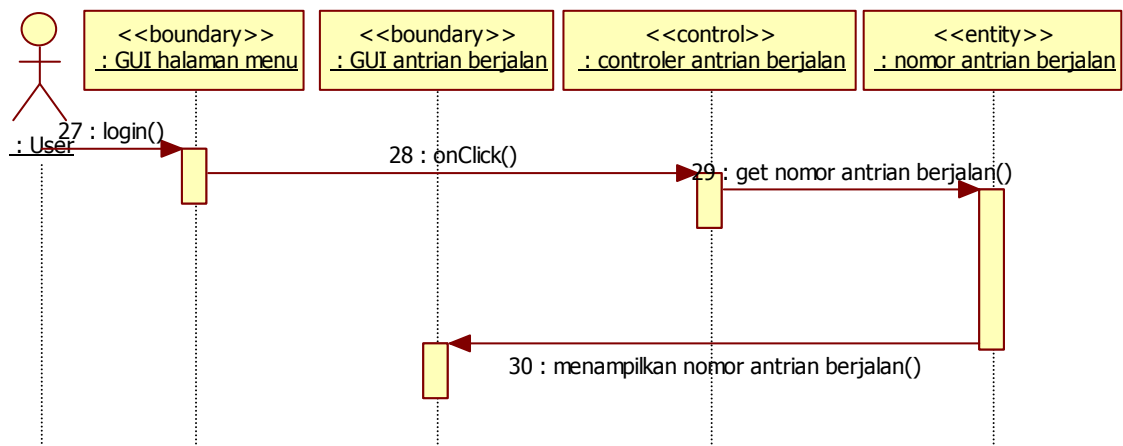 <<boundary>>
: GUI halaman menu
<<boundary>>
: GUI antrian berjalan
<<control>>
: controler antrian berjalan
<<entity>>
: nomor antrian berjalan
: User
27 : login()
28 : onClick()
29 : get nomor antrian berjalan()
30 : menampilkan nomor antrian berjalan()